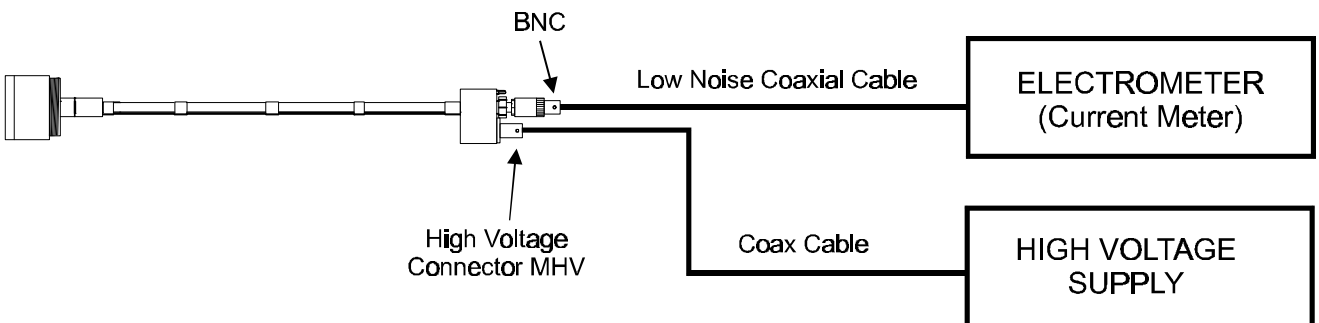 BNC
Low Noise Coaxial Cable
ELECTROMETER
(Current Meter)
High Voltage
Connector MHV
Coax Cable
HIGH VOLTAGE
SUPPLY